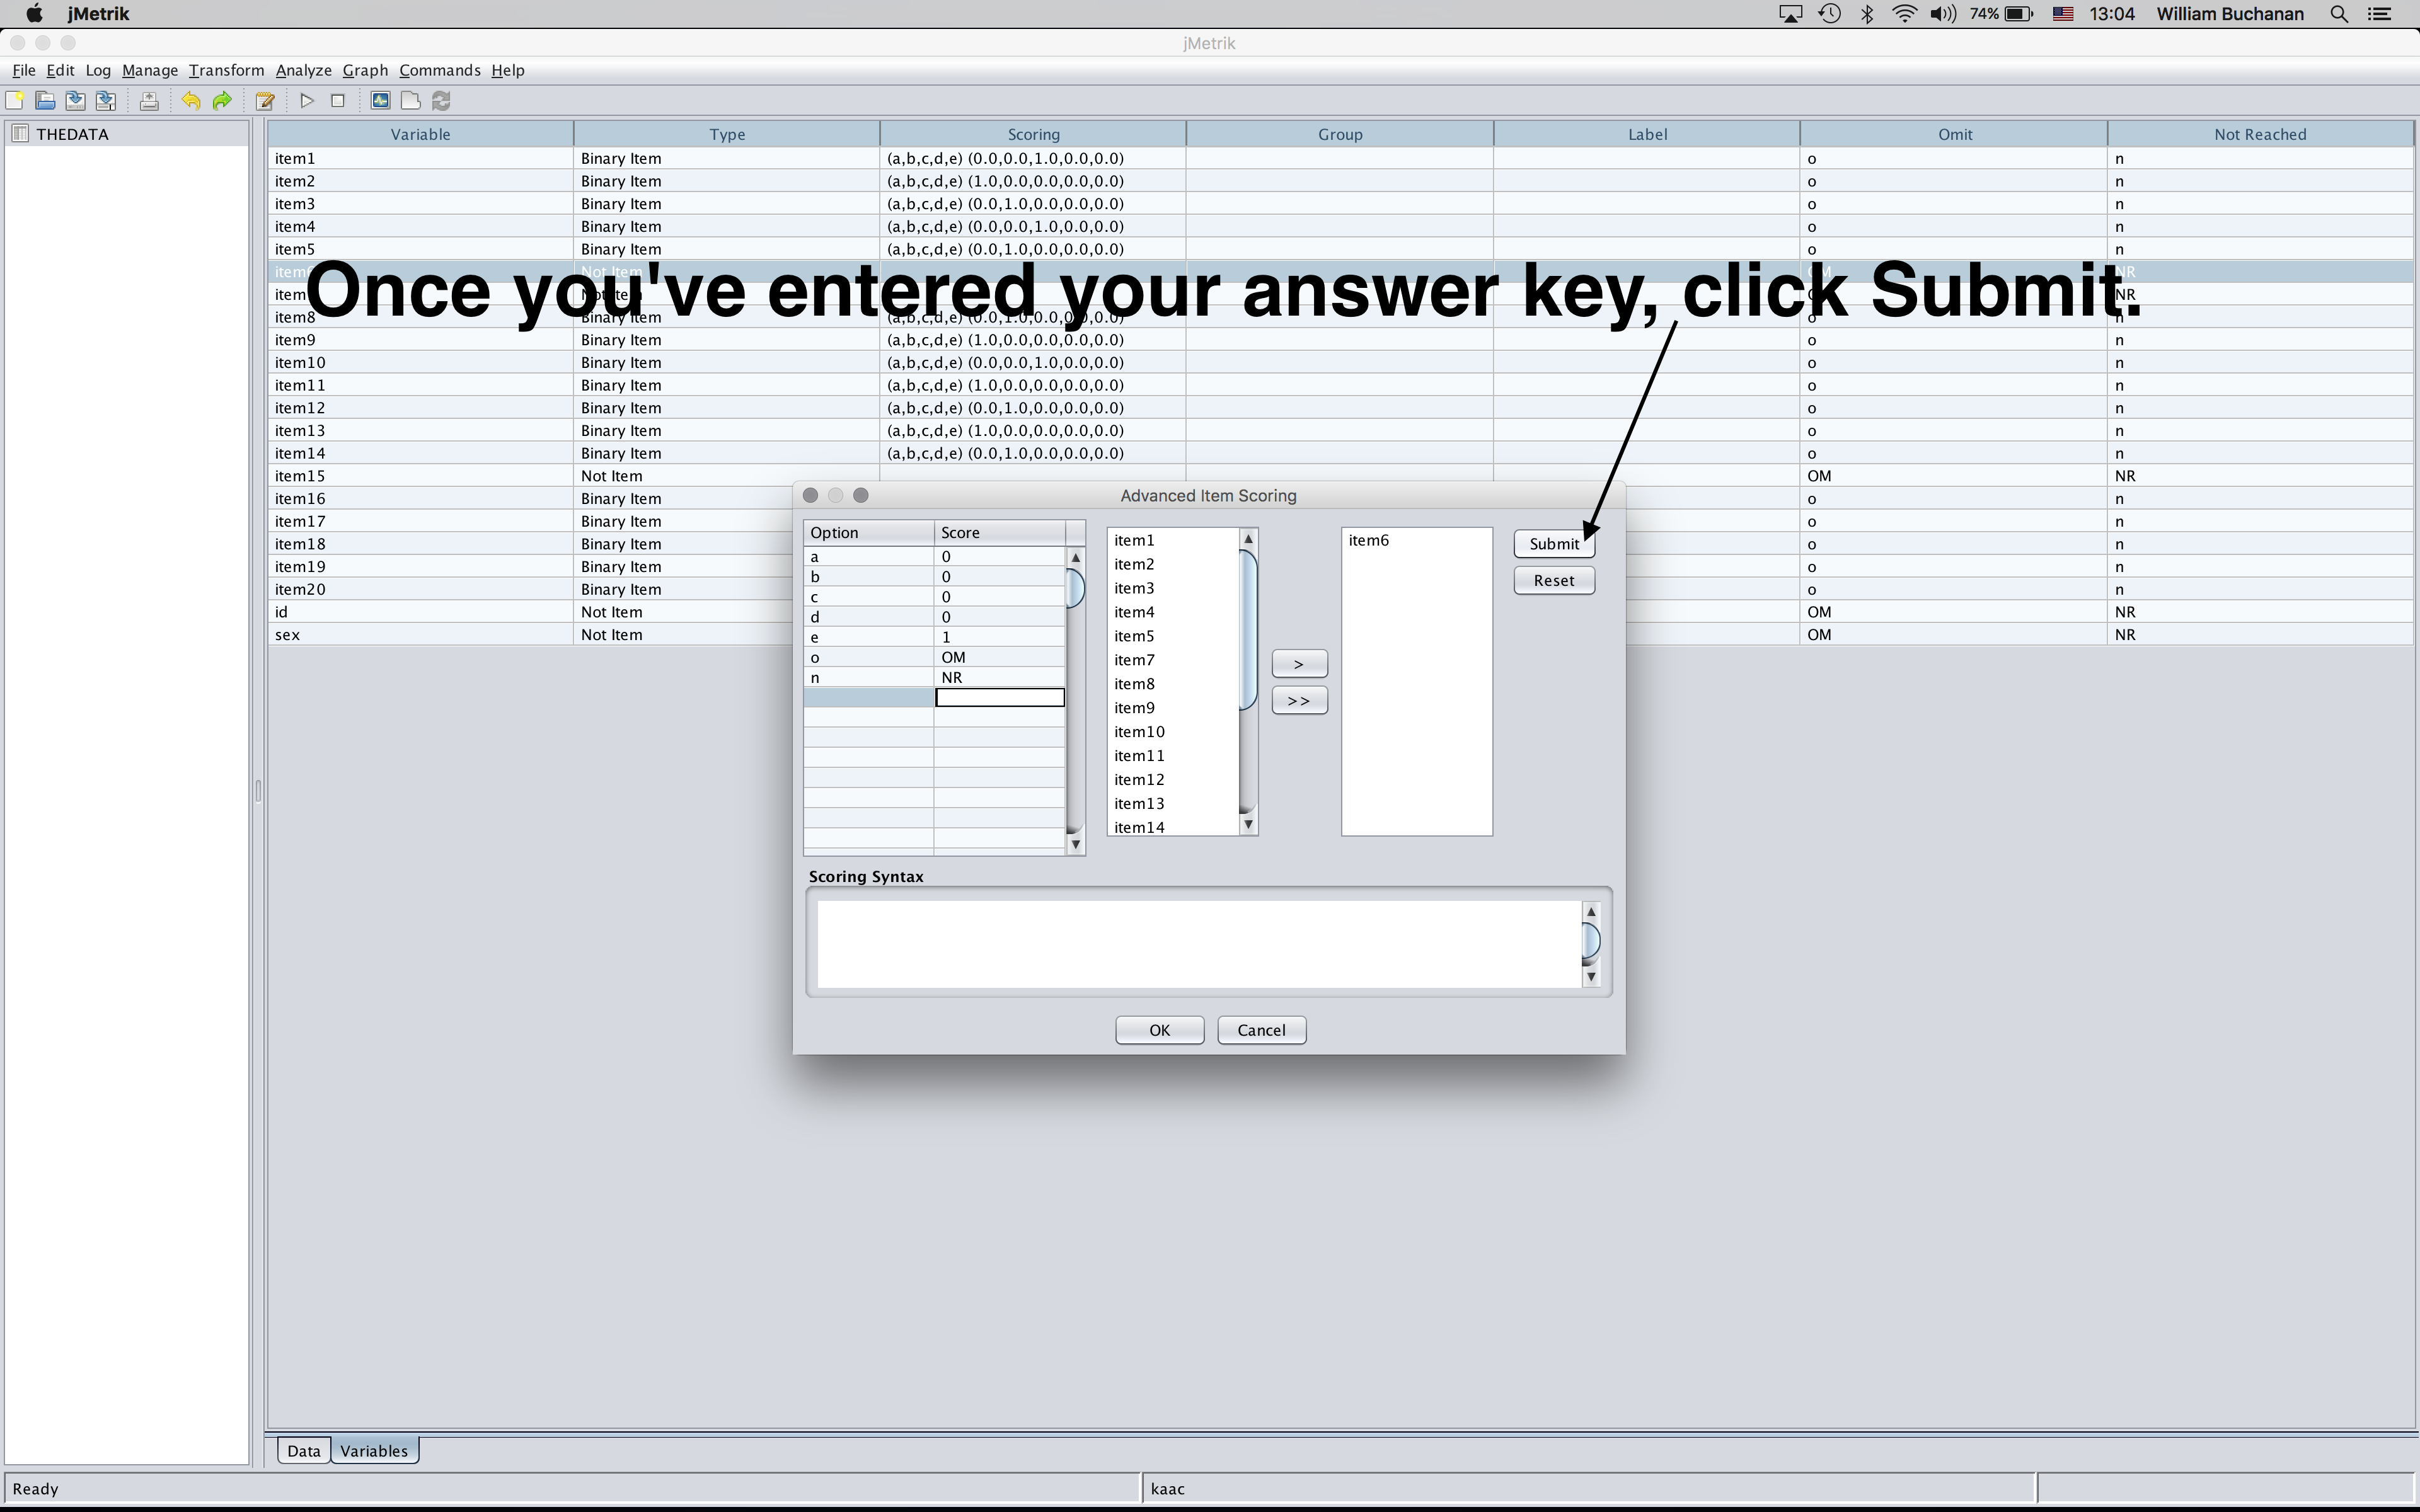 jMetrik 74% 13:04 William Buchanan
jMetrik
File Edit Log Manage Transform Analyze Graph Commands Help
THEDATA
Variable Type Scoring Group Label Omit Not Reached
item1 Binary Item (a,b,c,d,e) (0.0,0.0,1.0,0.0,0.0) o n
item2 Binary Item (a,b,c,d,e) (1.0,0.0,0.0,0.0,0.0) o n
item3 Binary Item (a,b,c,d,e) (0.0,1.0,0.0,0.0,0.0) o n
item4 Binary Item (a,b,c,d,e) (0.0,0.0,1.0,0.0,0.0) o n
item5 Binary Item (a,b,c,d,e) (0.0,1.0,0.0,0.0,0.0) o n
Not Item NR
Once you've entered your answer key, click Submit.
Not Item NR
item8 Binary Item (a,b,c,d,e) (0.0,1.0,0.0,0.0,0.0) o n
item9 Binary Item (a,b,c,d,e) (1.0,0.0,0.0,0.0,0.0) o n
item10 Binary Item (a,b,c,d,e) (0.0,0.0,1.0,0.0,0.0) o n
item11 Binary Item (a,b,c,d,e) (1.0,0.0,0.0,0.0,0.0) o n
item12 Binary Item (a,b,c,d,e) (0.0,1.0,0.0,0.0,0.0) o n
item13 Binary Item (a,b,c,d,e) (1.0,0.0,0.0,0.0,0.0) o n
item14 Binary Item (a,b,c,d,e) (0.0,1.0,0.0,0.0,0.0) o n
item15 Not Item OM NR
item16 Binary Item o n
item17 Binary Item o n
item18 Binary Item o n
item19 Binary Item o n
item20 Binary Item o n
id Not Item OM NR
sex Not Item OM NR
Advanced Item Scoring
Option Score
a 0
b 0
c 0
d 0
e 1
o OM
n NR
item1
item2
item3
item4
item5
item7
item8
item9
item10
item11
item12
item13
item14
>
>>
item6
Submit
Reset
Scoring Syntax
OK Cancel
Data Variables
Ready kaac